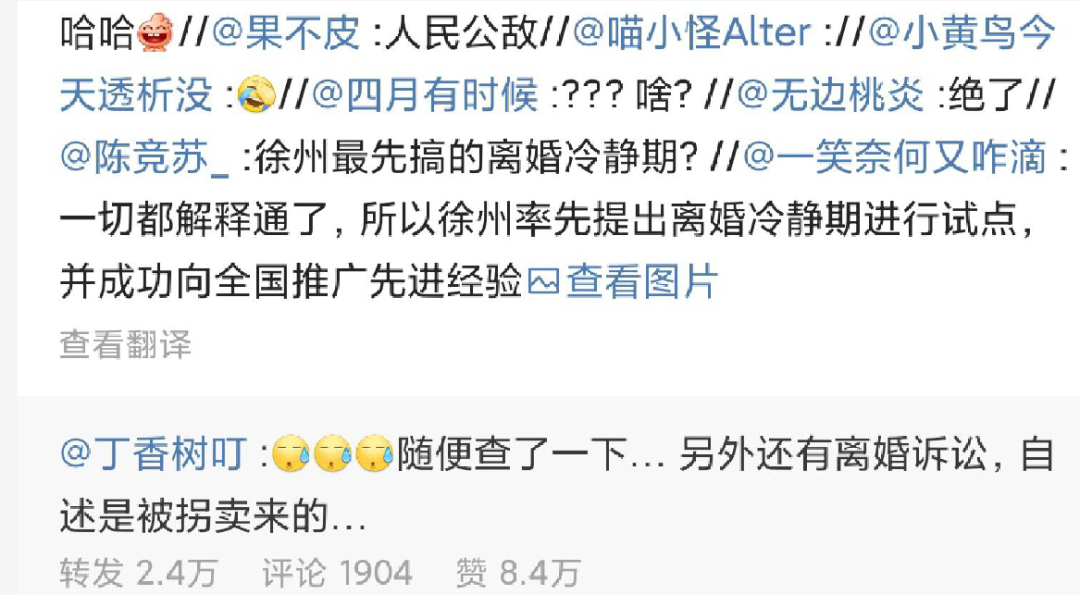 哈哈//@果不皮 :人民公敌//@喵小怪Alter ://@小黄鸟今
天透析没 ://@四月有时候 :??? 啥? //@无边桃炎 :绝了//
@陈竞苏_ :徐州最先搞的离婚冷静期? //@一笑奈何又咋滴 :
一切都解释通了, 所以徐州率先提出离婚冷静期进行试点,
并成功向全国推广先进经验查看图片
查看翻译
@丁香树叮 :随便查了一下... 另外还有离婚诉讼, 自
述是被拐卖来的...
转发 2.4万 评论 1904 赞 8.4万